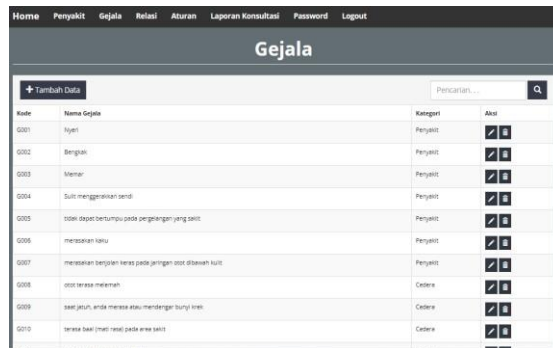 Home Penyakit Gejala Relasi Aturan Laporan Konsultasi Password Logout
Gejala
+ Tambah Data Pencarian...
Kode Nama Gejala Kategori Aksi
G001 Nyeri Penyakit
G002 Bengkak Penyakit
G003 Memar Penyakit
G004 Sulit menggerakkan sendi Penyakit
G005 tidak dapat bertumpu pada pergelangan yang sakit Penyakit
G006 merasakan kaku Penyakit
G007 merasakan benjolan keras pada jaringan otot dibawah kulit Penyakit
G008 otot terasa melemah Cedera
G009 saat jatuh, anda merasa atau mendengar bunyi krek Cedera
G010 terasa baal (mati rasa) pada area sakit Cedera